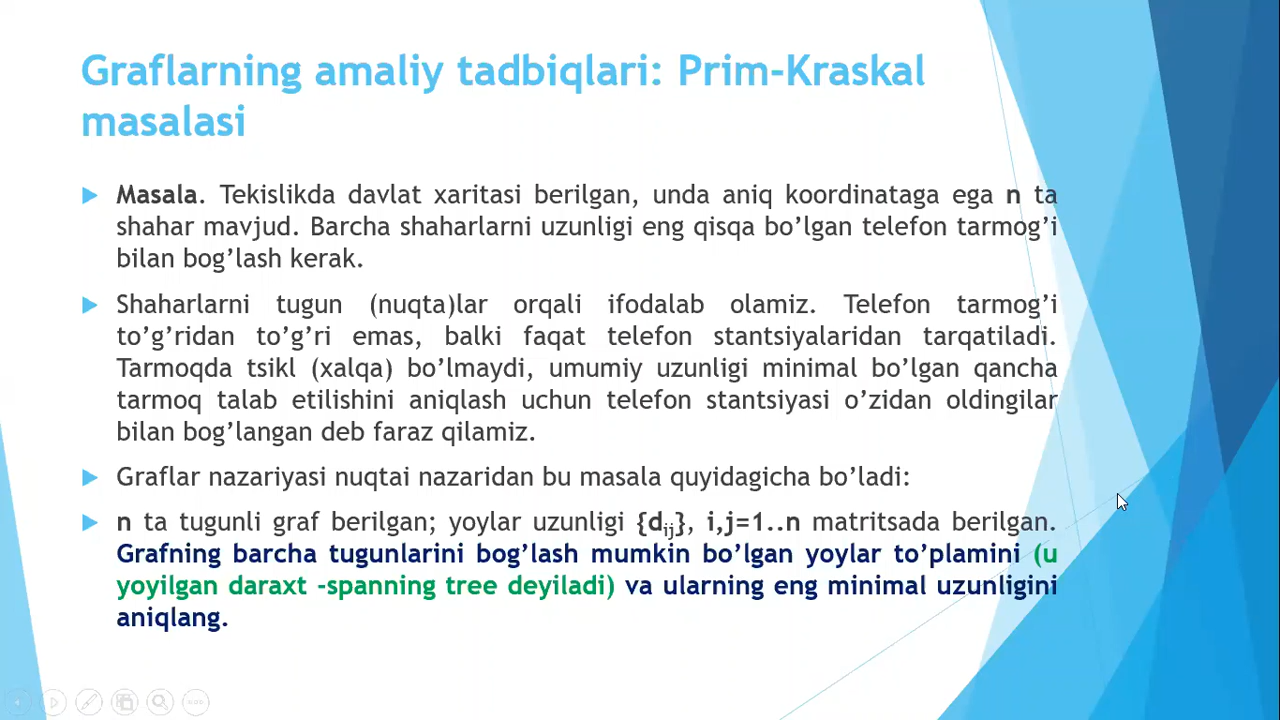 Graflarning amaliy tadbiqlari: Prim-Kraskal
masalasi
Masala. Tekislikda davlat xaritasi berilgan, unda aniq koordinataga ega n ta
shahar mavjud. Barcha shaharlarni uzunligi eng qisqa bo’lgan telefon tarmog’i
bilan bog’lash kerak.
Shaharlarni tugun (nuqta)lar orqali ifodalab olamiz. Telefon tarmog’i
to’g’ridan to’g’ri emas, balki faqat telefon stantsiyalaridan tarqatiladi.
Tarmoqda tsikl (xalqa) bo’lmaydi, umumiy uzunligi minimal bo’lgan qancha
tarmoq talab etilishini aniqlash uchun telefon stantsiyasi o’zidan oldingilar
bilan bog’langan deb faraz qilamiz.
Graflar nazariyasi nuqtai nazaridan bu masala quyidagicha bo’ladi:
n ta tugunli graf berilgan; yoylar uzunligi {dij}, i,j=1..n matritsada berilgan.
Grafning barcha tugunlarini bog’lash mumkin bo’lgan yoylar to’plamini (u
yoyilgan daraxt -spanning tree deyiladi) va ularning eng minimal uzunligini
aniqlang.